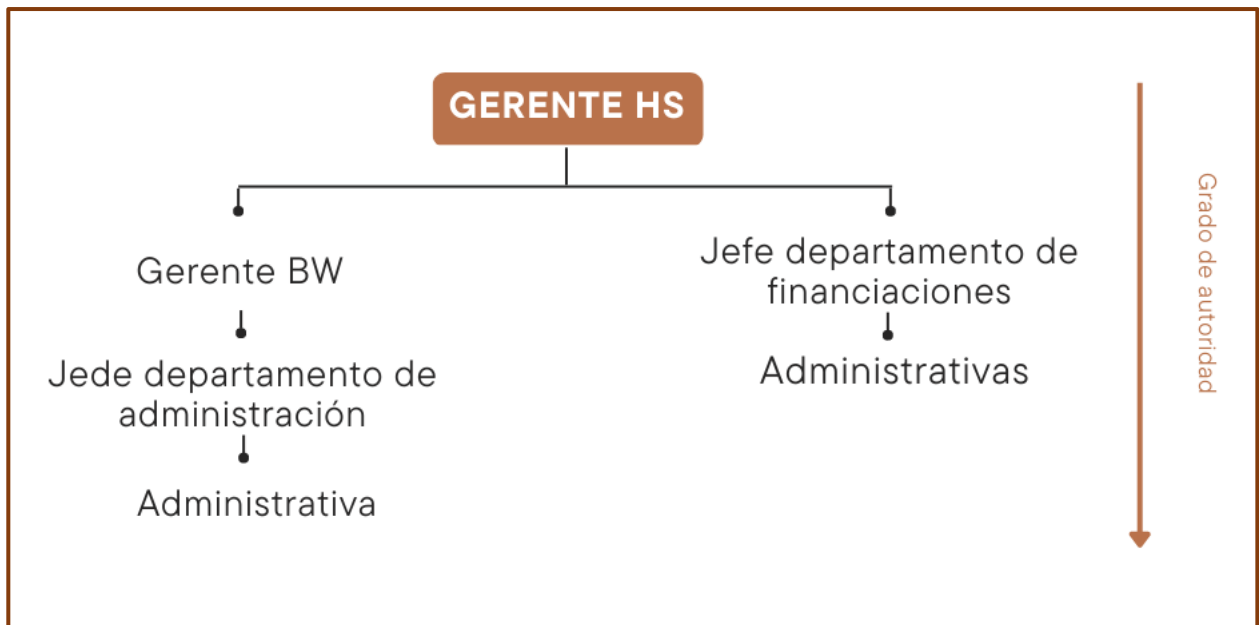 GERENTE HS
Gerente BW
Jede departamento de
administración
Administrativa
Jefe departamento de
financiaciones
Administrativas
Grado de autoridad